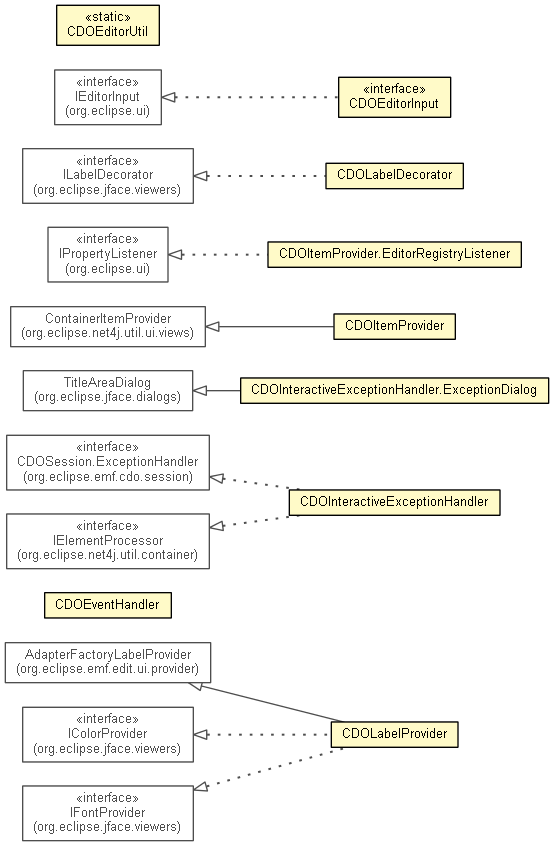 «static»
CDOEditorUtil
«interface»
IEditorInput
(org.eclipse.ui)
«interface»
CDOEditorInput
«interface»
ILabelDecorator
(org.eclipse.jface.viewers)
CDOLabelDecorator
«interface»
IPropertyListener
(org.eclipse.ui)
CDOItemProvider.EditorRegistryListener
ContainerItemProvider
(org.eclipse.net4j.util.ui.views)
CDOItemProvider
TitleAreaDialog
(org.eclipse.jface.dialogs)
CDOInteractiveExceptionHandler.ExceptionDialog
«interface»
CDOSession.ExceptionHandler
(org.eclipse.emf.cdo.session)
CDOInteractiveExceptionHandler
«interface»
IElementProcessor
(org.eclipse.net4j.util.container)
CDOEventHandler
AdapterFactoryLabelProvider
(org.eclipse.emf.edit.ui.provider)
«interface»
IColorProvider
(org.eclipse.jface.viewers)
CDOLabelProvider
«interface»
IFontProvider
(org.eclipse.jface.viewers)